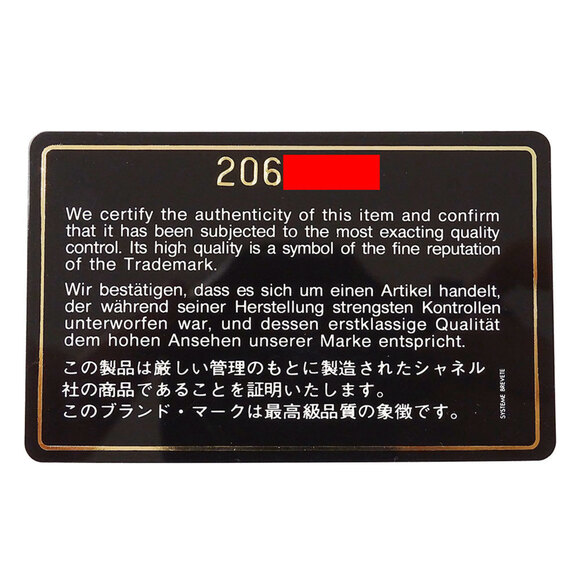 206
We certify the authenticity of this item and confirm
that it has been subjected to the most exacting quality
control. Its high quality is a symbol of the fine reputation
of the Trademark.
Wir bestätigen, dass es sich um einen Artikel handelt,
der während seiner Herstellung strengsten Kontrollen
unterworfen war, und dessen erstklassige Qualität
dem hohen Ansehen unserer Marke entspricht.
この製品は厳しい管理のもとに製造されたシャネル
社の商品であることを証明いたします。
このブランド・マークは最高級品質の象徴です。
SYSTEME BREVETE